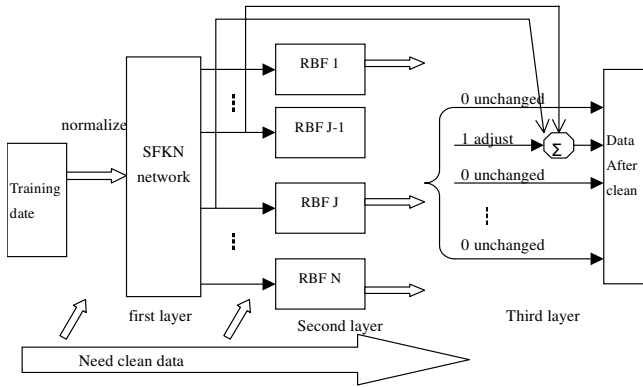 normalize
Training
date
SFKN
network
first layer
RBF 1
RBF J-1
RBF J
RBF N
Second layer
0 unchanged
1 adjust
Σ
0 unchanged
0 unchanged
Data
After
clean
Third layer
Need clean data